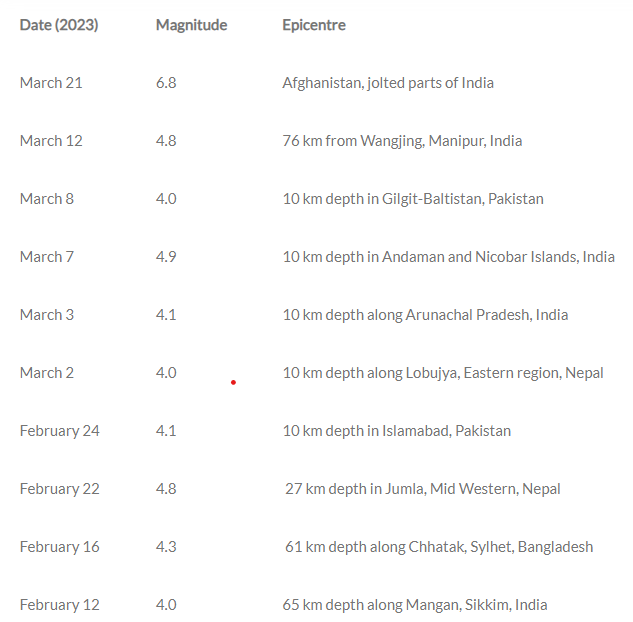 Date (2023) Magnitude Epicentre
March 21 6.8 Afghanistan, jolted parts of India
March 12 4.8 76 km from Wangjing, Manipur, India
March 8 4.0 10 km depth in Gilgit-Baltistan, Pakistan
March 7 4.9 10 km depth in Andaman and Nicobar Islands, India
March 3 4.1 10 km depth along Arunachal Pradesh, India
March 2 4.0 10 km depth along Lobujya, Eastern region, Nepal
February 24 4.1 10 km depth in Islamabad, Pakistan
February 22 4.8 27 km depth in Jumla, Mid Western, Nepal
February 16 4.3 61 km depth along Chhatak, Sylhet, Bangladesh
February 12 4.0 65 km depth along Mangan, Sikkim, India